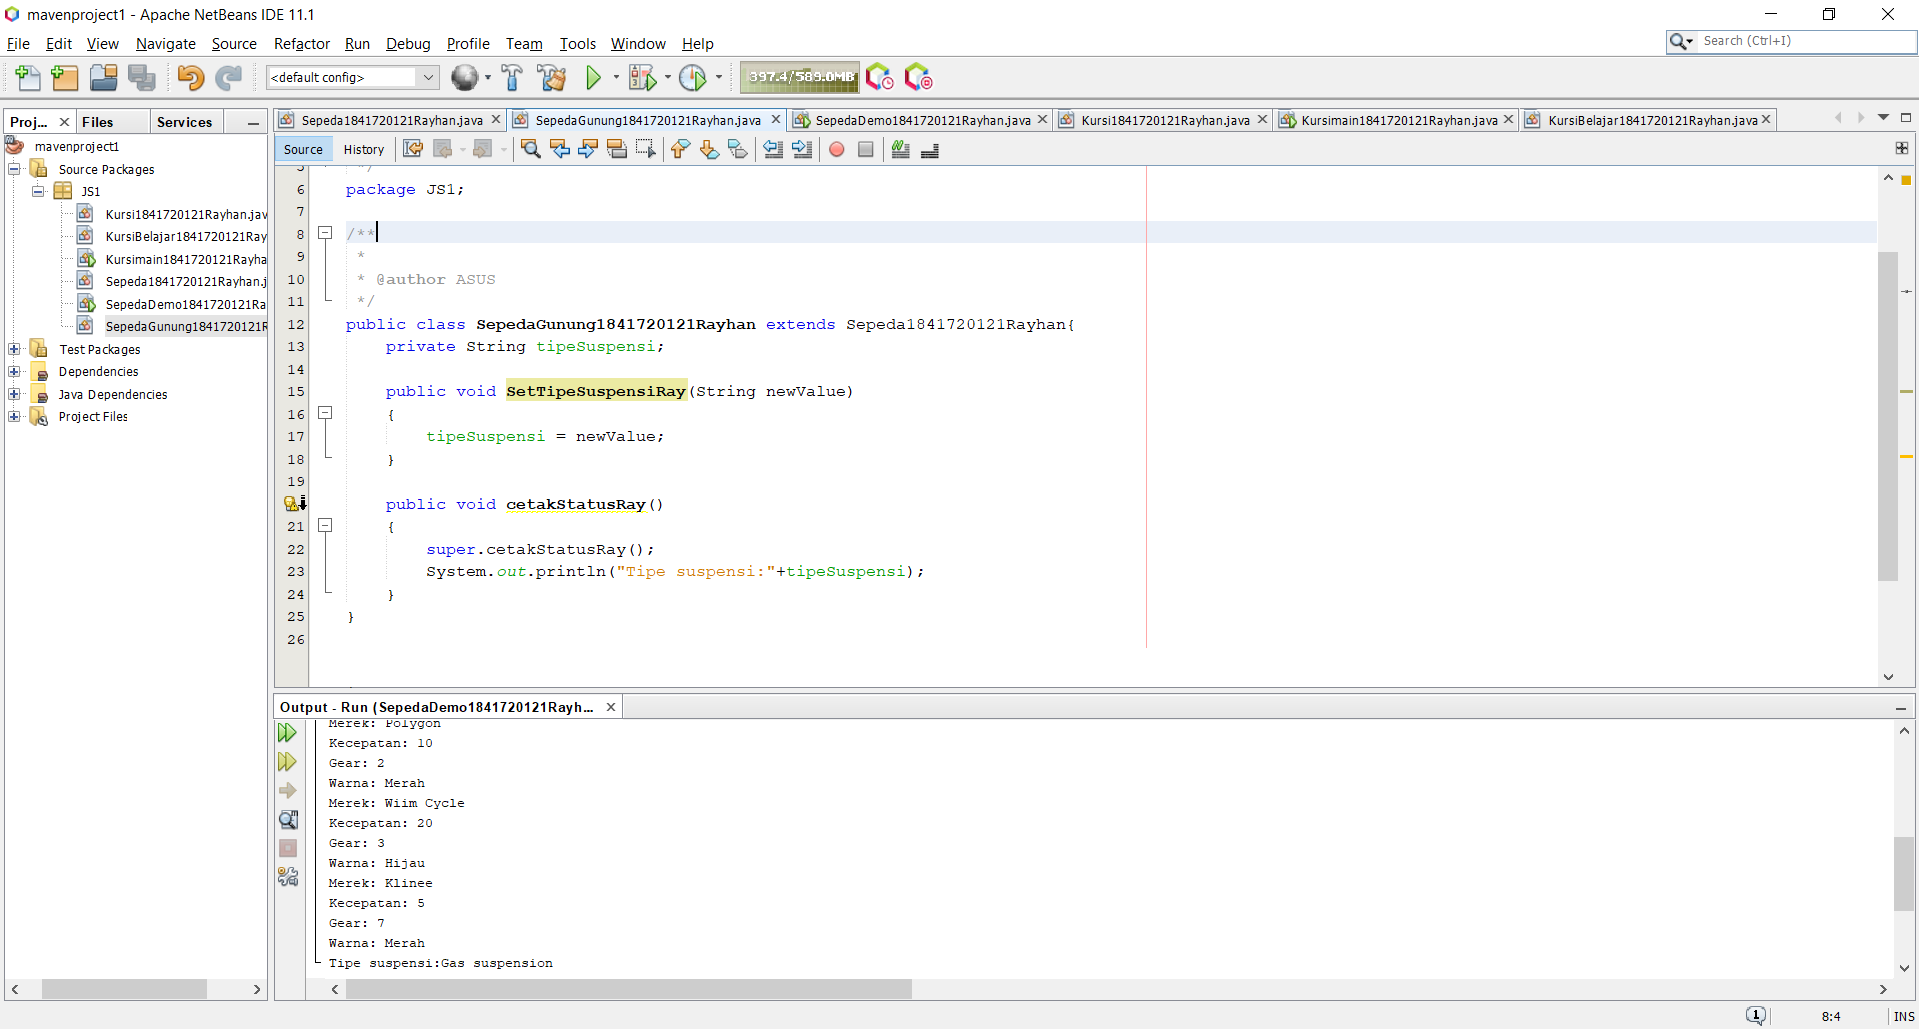 mavenproject1 - Apache NetBeans IDE 11.1
File Edit View Navigate Source Refactor Run Debug Profile Team Tools Window Help
Search (Ctrl+I)
<default config>
397.4/589.0MB
Proj... Files Services
Sepeda1841720121Rayhan.java SepedaGunung1841720121Rayhan.java SepedaDemo1841720121Rayhan.java Kursi1841720121Rayhan.java Kursimain1841720121Rayhan.java KursiBelajar1841720121Rayhan.java
Source History
mavenproject1
Source Packages
JS1
Kursi1841720121Rayhan.jav
KursiBelajar1841720121Ray
Kursimain1841720121Rayha
Sepeda1841720121Rayhan.j
SepedaDemo1841720121Ra
SepedaGunung1841720121R
Test Packages
Dependencies
Java Dependencies
Project Files
5 */
6 package JS1;
7
8 /**
9 *
10 * @author ASUS
11 */
12 public class SepedaGunung1841720121Rayhan extends Sepeda1841720121Rayhan{
13 private String tipeSuspensi;
14
15 public void SetTipeSuspensiRay(String newValue)
16 {
17 tipeSuspensi = newValue;
18 }
19
public void cetakStatusRay()
21 {
22 super.cetakStatusRay();
23 System.out.println("Tipe suspensi:"+tipeSuspensi);
24 }
25 }
26
Output - Run (SepedaDemo1841720121Rayh...
Merek: Polygon
Kecepatan: 10
Gear: 2
Warna: Merah
Merek: Wiim Cycle
Kecepatan: 20
Gear: 3
Warna: Hijau
Merek: Klinee
Kecepatan: 5
Gear: 7
Warna: Merah
Tipe suspensi:Gas suspension
1
8:4
INS